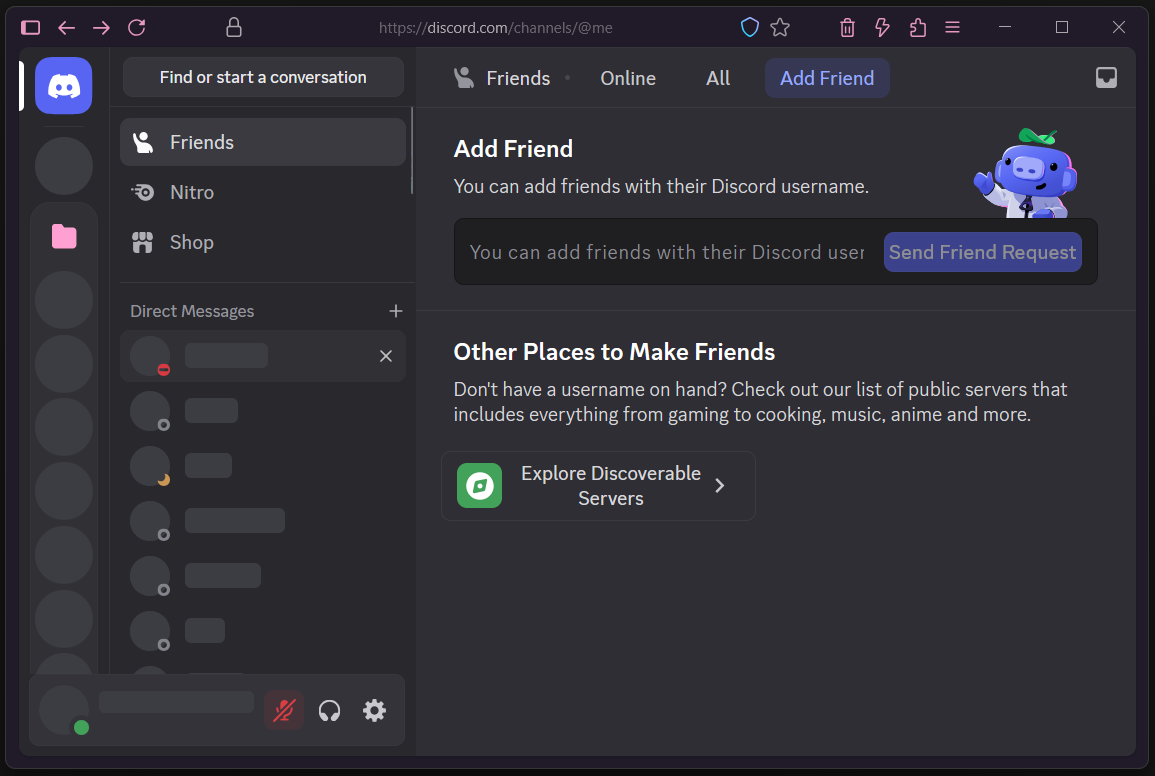 https://discord.com/channels/@me
Find or start a conversation
Friends
Online
All
Add Friend
Friends
Nitro
Shop
Direct Messages
Add Friend
You can add friends with their Discord username.
You can add friends with their Discord user
Send Friend Request
Other Places to Make Friends
Don't have a username on hand? Check out our list of public servers that
includes everything from gaming to cooking, music, anime and more.
Explore Discoverable
Servers